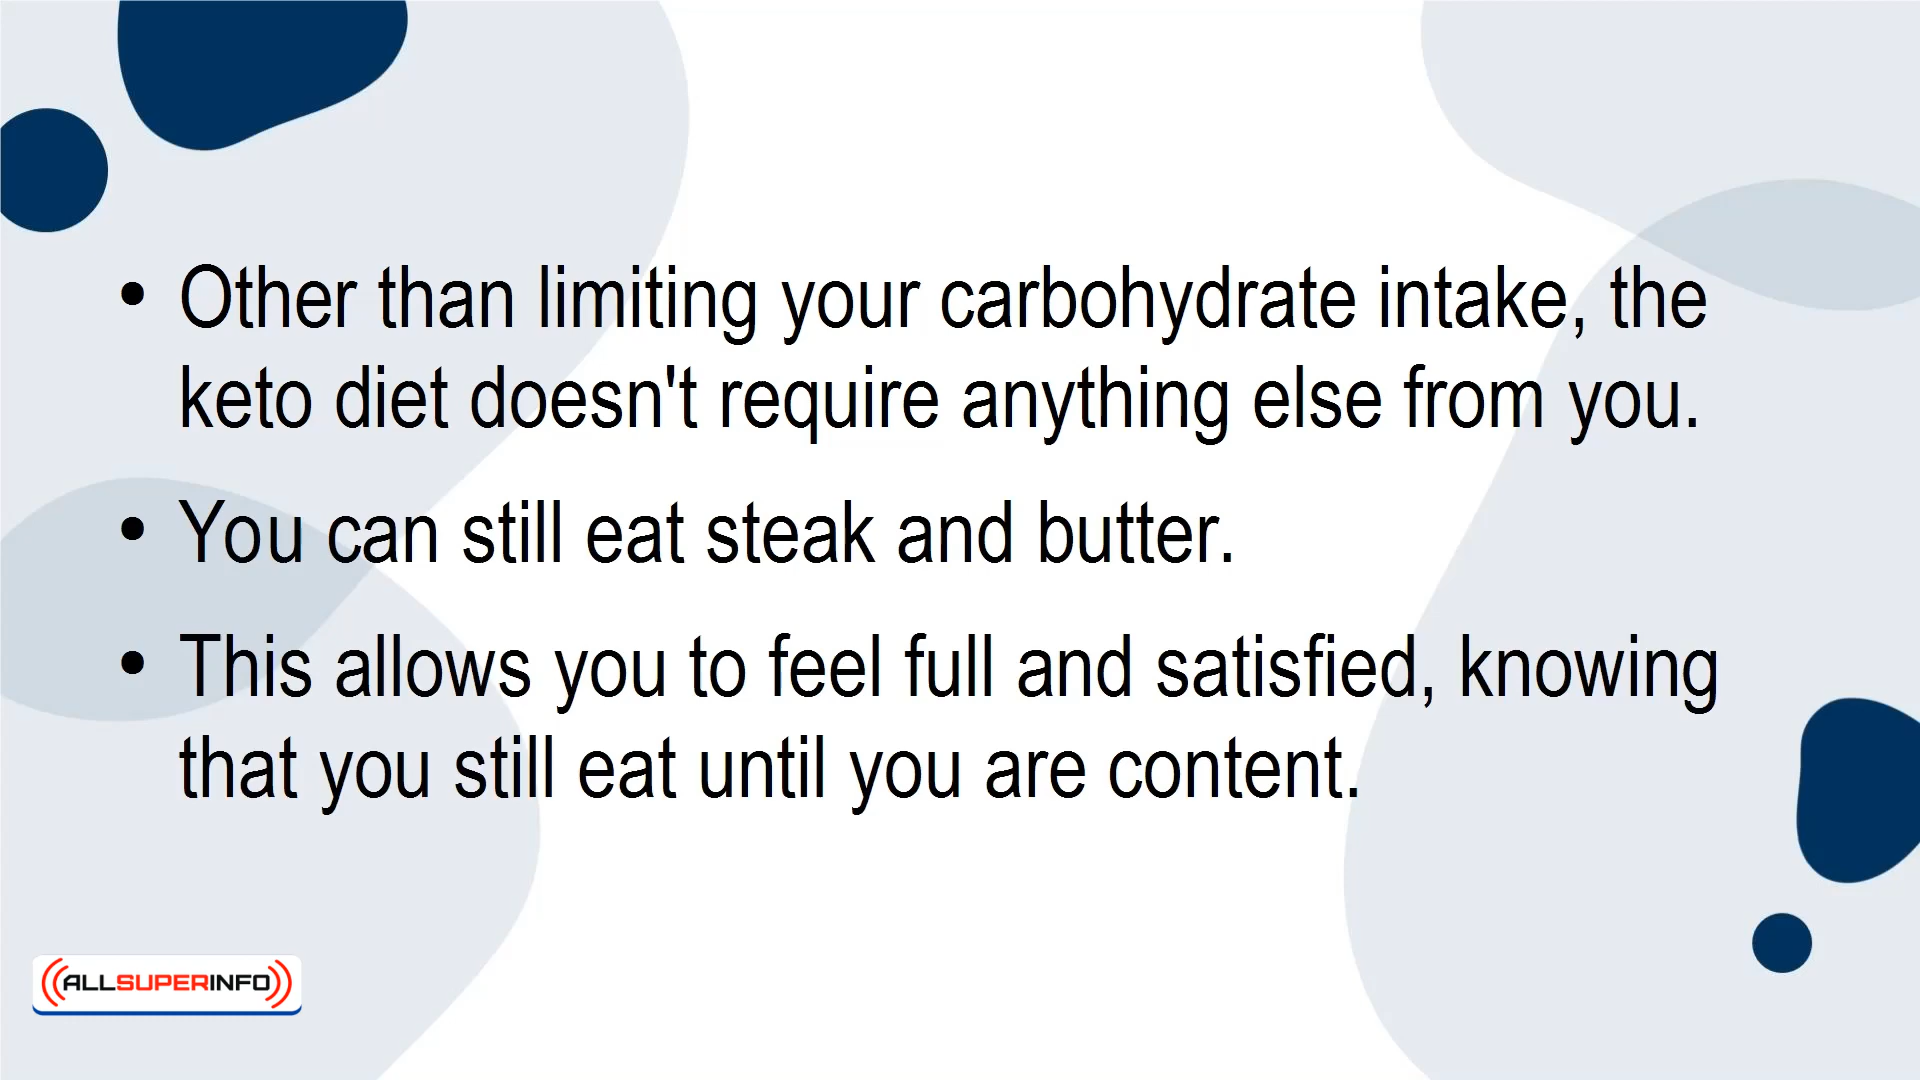 • Other than limiting your carbohydrate intake, the
keto diet doesn't require anything else from you.
• You can still eat steak and butter.
• This allows you to feel full and satisfied, knowing
that you still eat until you are content.
ALLSUPERINFO